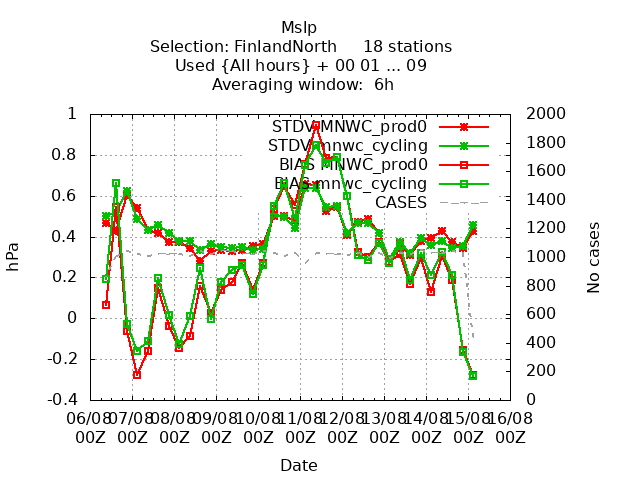 Mslp
Selection: FinlandNorth 18 stations
Used {All hours} + 00 01 ... 09
Averaging window: 6h
1
0.8
0.6
0.4
0.2
0
-0.2
-0.4
hPa
2000
1800
1600
1400
1200
1000
800
600
400
200
0
No cases
STDV MNWC_prod0
STDV mnwc_cycling
BIAS MNWC_prod0
BIAS mnwc_cycling
CASES
06/08 07/08 08/08 09/08 10/08 11/08 12/08 13/08 14/08 15/08 16/08
00Z 00Z 00Z 00Z 00Z 00Z 00Z 00Z 00Z 00Z 00Z
Date